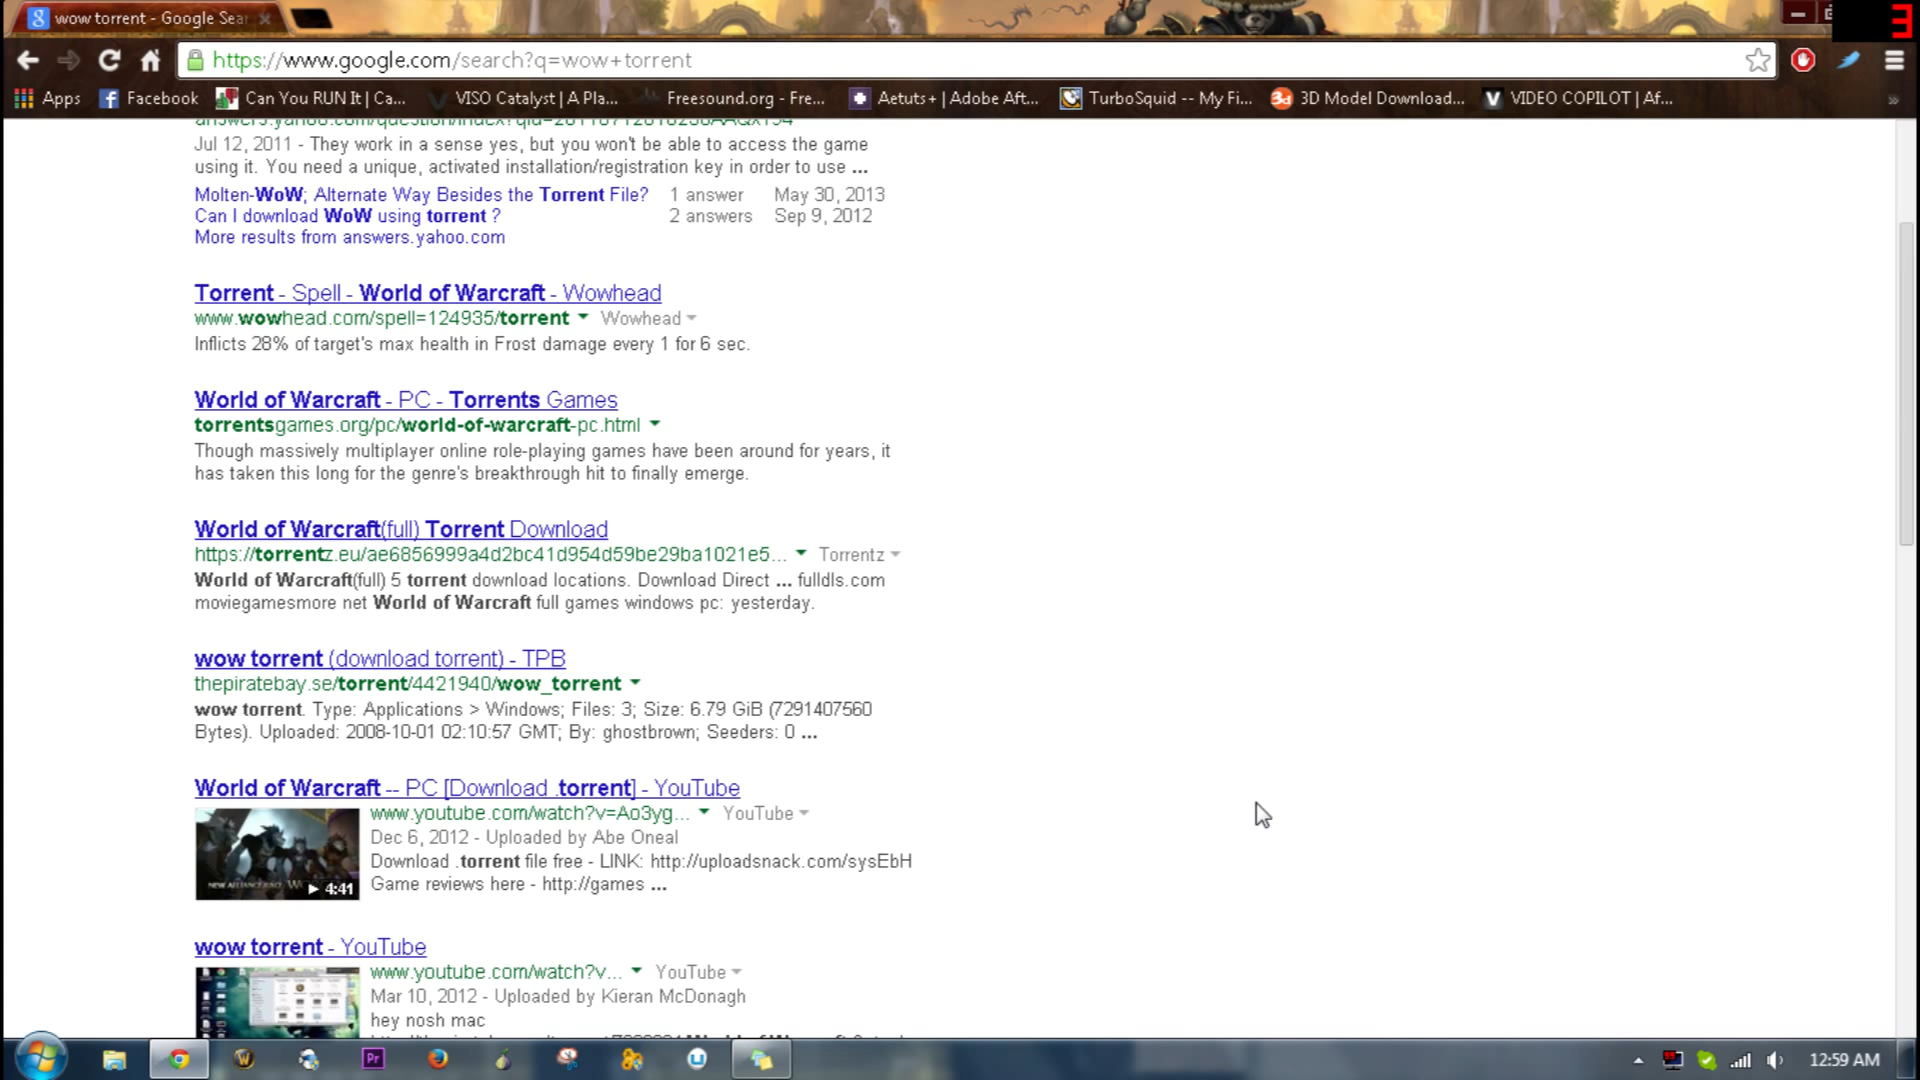 wow torrent - Google Sear
3
https://www.google.com/search?q=wow+torrent
Apps
Facebook
Can You RUN It | Ca...
VISO Catalyst | A Pla...
Freesound.org - Fre...
Aetuts+ | Adobe Aft...
TurboSquid -- My Fi...
3D Model Download...
VIDEO COPILOT | Af...
Jul 12, 2011 - They work in a sense yes, but you won't be able to access the game
using it. You need a unique, activated installation/registration key in order to use ...
Molten-WoW; Alternate Way Besides the Torrent File? 1 answer May 30, 2013
Can I download WoW using torrent ? 2 answers Sep 9, 2012
More results from answers.yahoo.com
Torrent - Spell - World of Warcraft - Wowhead
www.wowhead.com/spell=124935/torrent Wowhead
Inflicts 28% of target's max health in Frost damage every 1 for 6 sec.
World of Warcraft - PC - Torrents Games
torrentsgames.org/pc/world-of-warcraft-pc.html
Though massively multiplayer online role-playing games have been around for years, it
has taken this long for the genre's breakthrough hit to finally emerge.
World of Warcraft(full) Torrent Download
https://torrentz.eu/ae6856999a4d2bc41d954d59be29ba1021e5... Torrentz
World of Warcraft(full) 5 torrent download locations. Download Direct ... fulldls.com
moviegamesmore net World of Warcraft full games windows pc: yesterday.
wow torrent (download torrent) - TPB
thepiratebay.se/torrent/4421940/wow_torrent
wow torrent. Type: Applications > Windows; Files: 3; Size: 6.79 GiB (7291407560
Bytes). Uploaded: 2008-10-01 02:10:57 GMT; By: ghostbrown; Seeders: 0 ...
World of Warcraft -- PC [Download .torrent] - YouTube
www.youtube.com/watch?v=Ao3yg... YouTube
Dec 6, 2012 - Uploaded by Abe Oneal
Download .torrent file free - LINK: http://uploadsnack.com/sysEbH
Game reviews here - http://games ...
4:41
wow torrent - YouTube
www.youtube.com/watch?v... YouTube
Mar 10, 2012 - Uploaded by Kieran McDonagh
hey nosh mac
12:59 AM